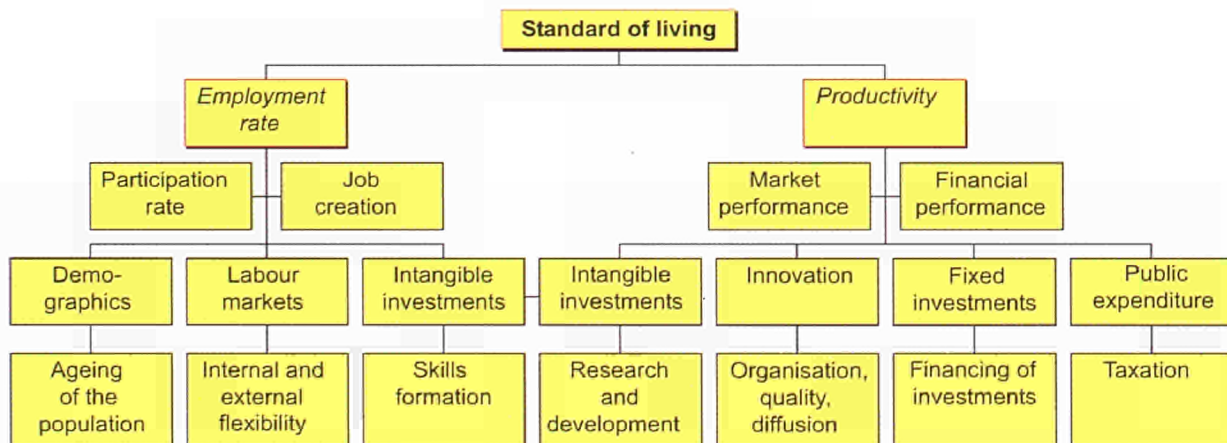 Standard of living
Employment
rate
Productivity
Participation
rate
Job
creation
Market
performance
Financial
performance
Demo-
graphics
Labour
markets
Intangible
investments
Intangible
investments
Innovation
Fixed
investments
Public
expenditure
Ageing
of the
population
Internal and
external
flexibility
Skills
formation
Research
and
development
Organisation,
quality,
diffusion
Financing of
investments
Taxation